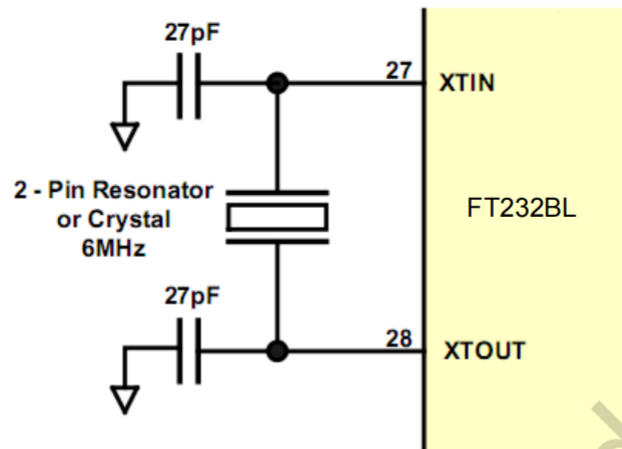 27pF
27
XTIN
2 - Pin Resonator
or Crystal
6MHz
FT232BL
27pF
28
XTOUT